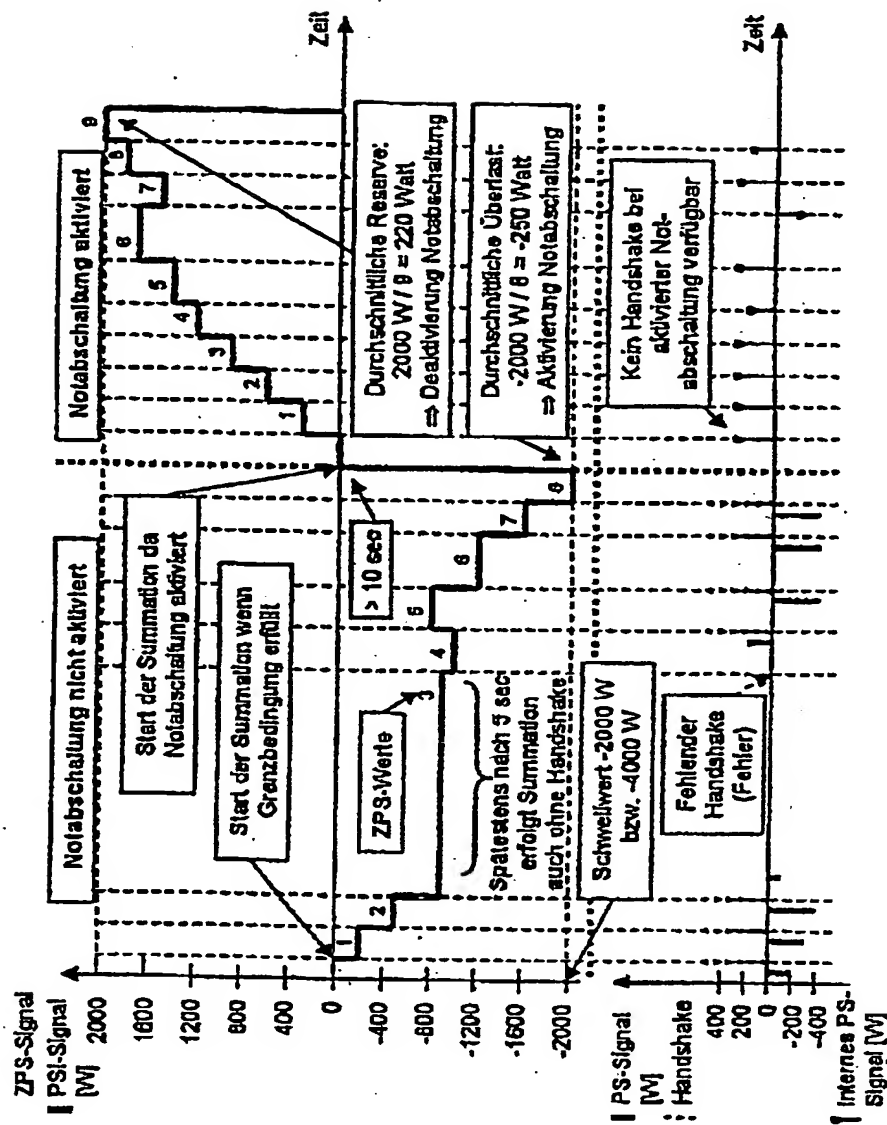 ZPS-Signal
PSI-Signal
[W]
2000
1600
1200
800
400
0
-400
-800
-1200
-1600
-2000
Notabschaltung nicht aktiviert
Notabschaltung aktiviert
Start der Summation da
Notabschaltung aktiviert
Start der Summation wenn
Grenzbedingung erfüllt
1
2
3
4
5
6
7
8
9
Zeit
1
2
3
4
5
6
7
8
> 10 sec
ZPS-Werte
Spätestens nach 5 sec
erfolgt Summation
auch ohne Handshake
Durchschnittliche Reserve:
2000 W / 9 = 220 Watt
⇒ Deaktivierung Notabschaltung
Durchschnittliche Überlast:
-2000 W / 8 = -250 Watt
⇒ Aktivierung Notabschaltung
Schwellwert -2000 W
bzw. -4000 W
Kein Handshake bei
aktivierter Not-
abschaltung verfügbar
Fehlender
Handshake
(Fehler)
PS-Signal
[W]
Handshake
400
200
0
-200
-400
Zeit
Internes PS-
Signal [W]